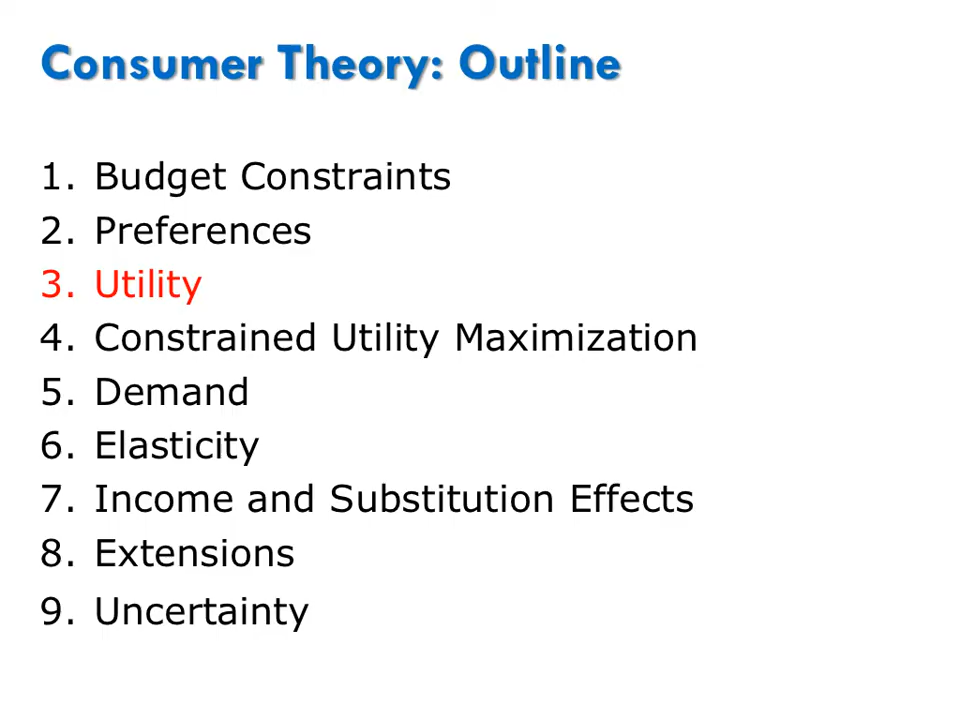 Consumer Theory: Outline
1. Budget Constraints
2. Preferences
3. Utility
4. Constrained Utility Maximization
5. Demand
6. Elasticity
7. Income and Substitution Effects
8. Extensions
9. Uncertainty